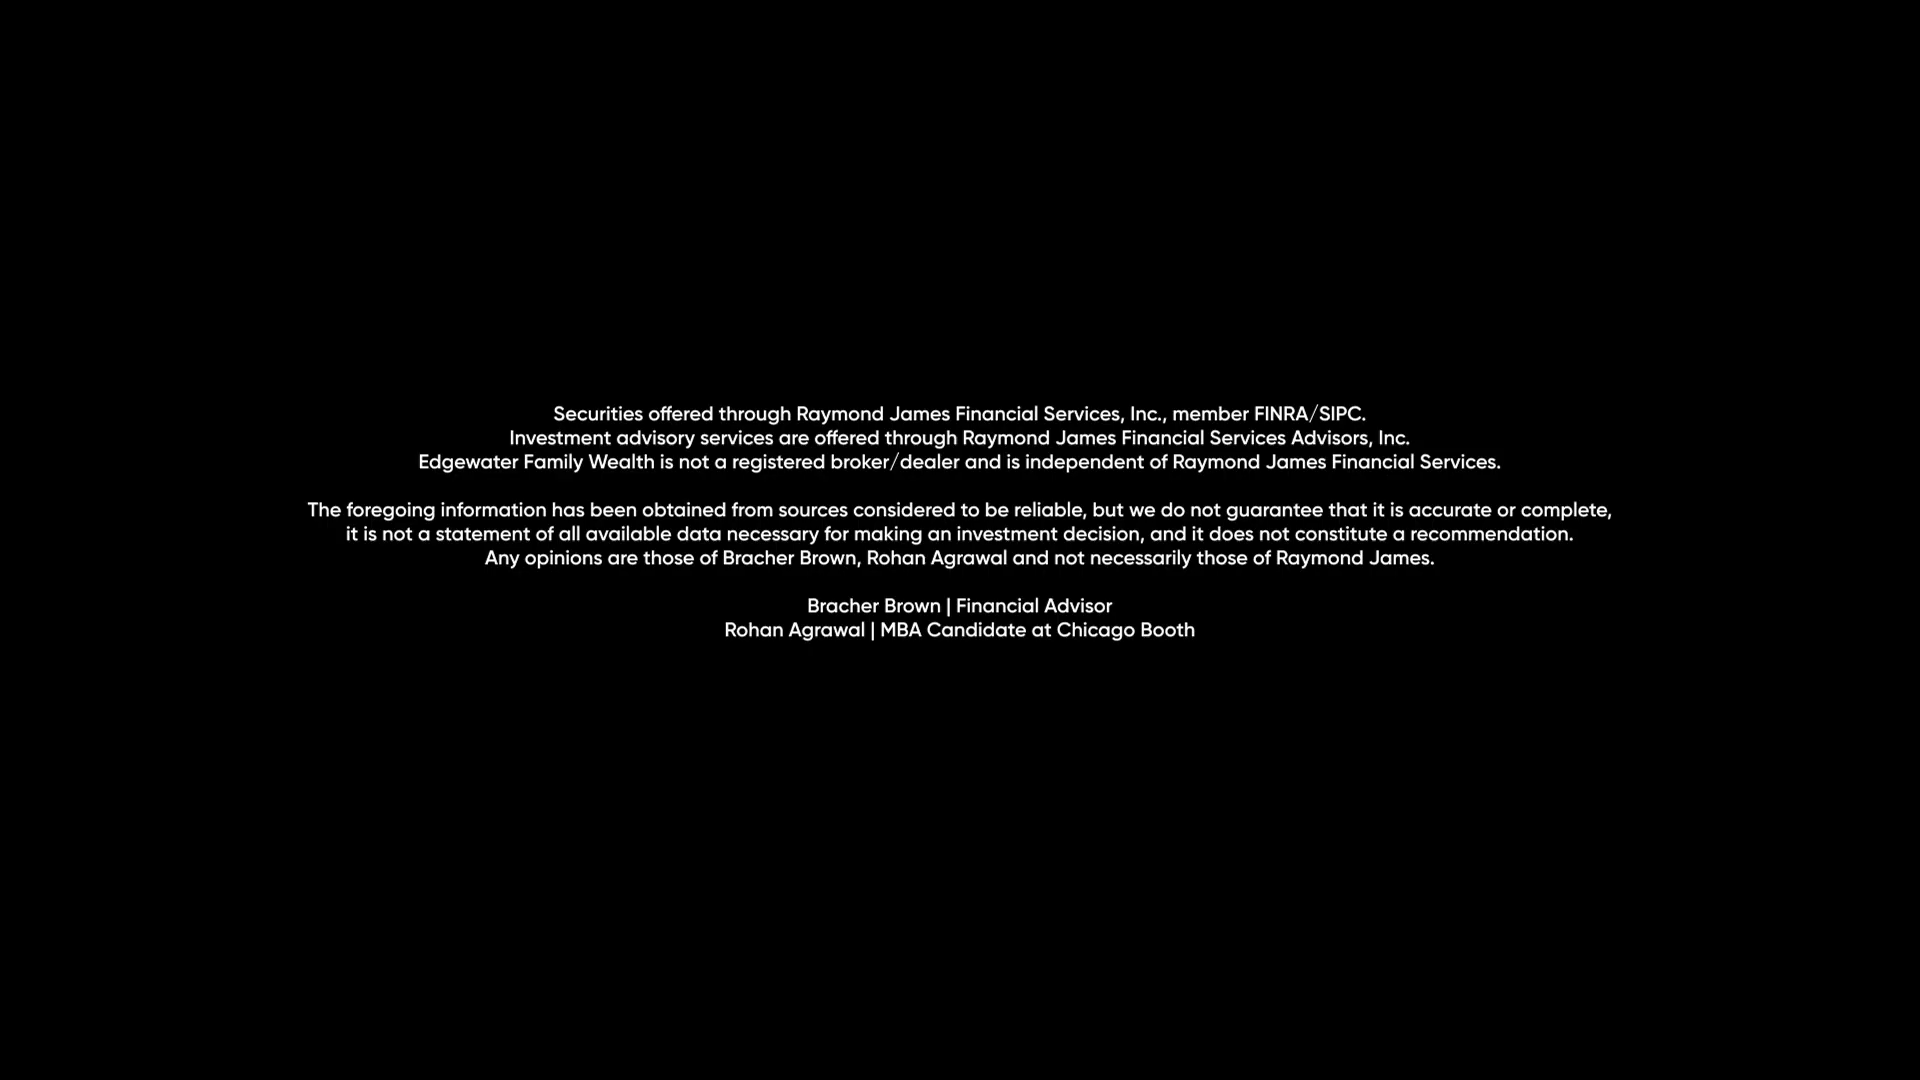 Securities offered through Raymond James Financial Services, Inc., member FINRA/SIPC.
Investment advisory services are offered through Raymond James Financial Services Advisors, Inc.
Edgewater Family Wealth is not a registered broker/dealer and is independent of Raymond James Financial Services.
The foregoing information has been obtained from sources considered to be reliable, but we do not guarantee that it is accurate or complete,
it is not a statement of all available data necessary for making an investment decision, and it does not constitute a recommendation.
Any opinions are those of Bracher Brown, Rohan Agrawal and not necessarily those of Raymond James.
Bracher Brown | Financial Advisor
Rohan Agrawal | MBA Candidate at Chicago Booth